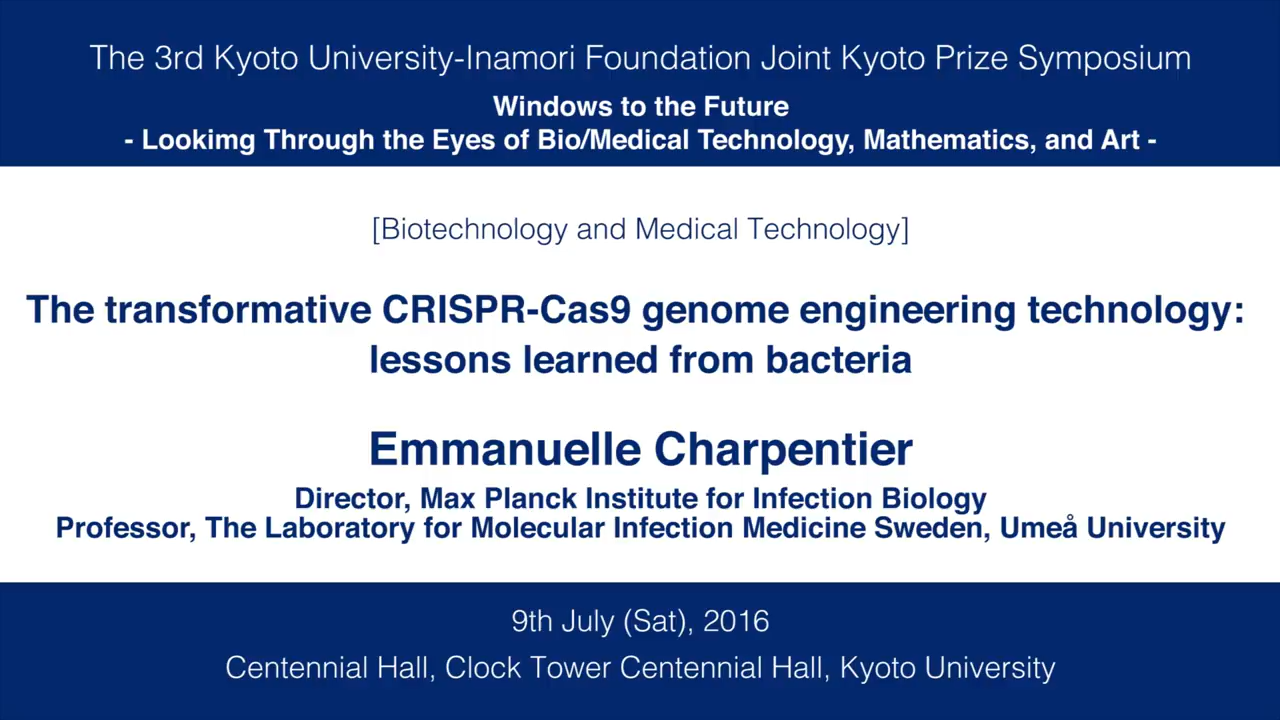 The 3rd Kyoto University-Inamori Foundation Joint Kyoto Prize Symposium
Windows to the Future
- Lookimg Through the Eyes of Bio/Medical Technology, Mathematics, and Art -
[Biotechnology and Medical Technology]
The transformative CRISPR-Cas9 genome engineering technology:
lessons learned from bacteria
Emmanuelle Charpentier
Director, Max Planck Institute for Infection Biology
Professor, The Laboratory for Molecular Infection Medicine Sweden, Umeå University
9th July (Sat), 2016
Centennial Hall, Clock Tower Centennial Hall, Kyoto University